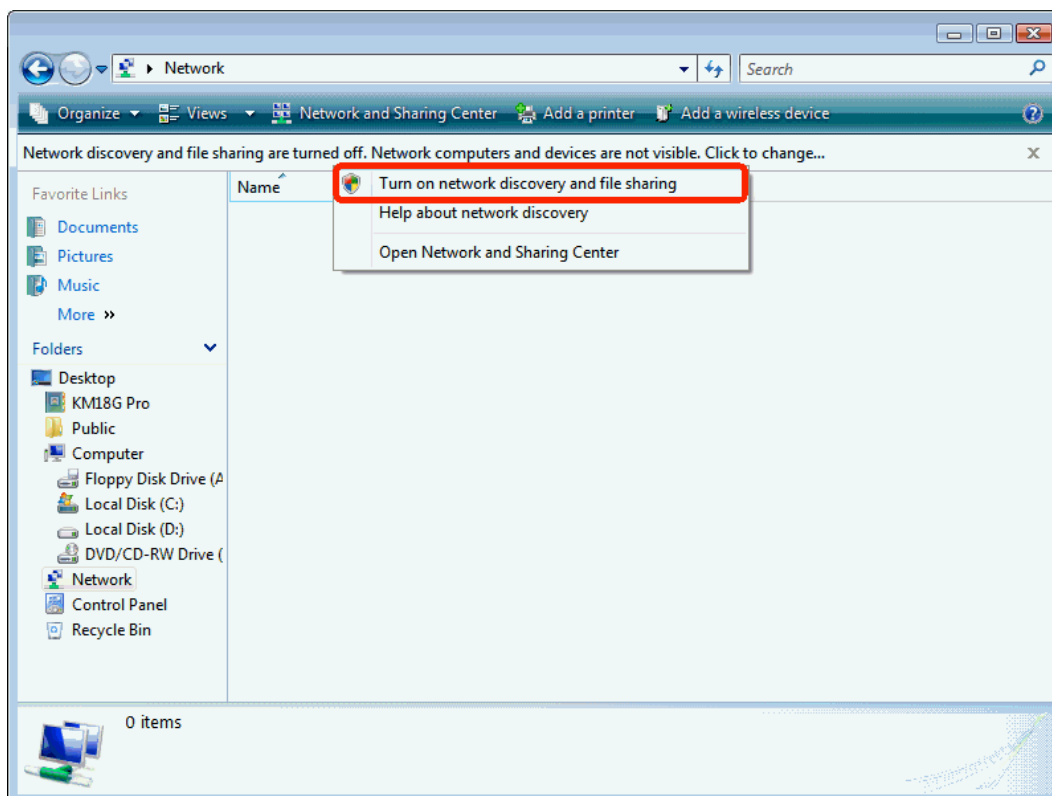 Network
Search
Organize Views Network and Sharing Center Add a printer Add a wireless device
Network discovery and file sharing are turned off. Network computers and devices are not visible. Click to change...
Favorite Links
Name
Turn on network discovery and file sharing
Help about network discovery
Open Network and Sharing Center
Documents
Pictures
Music
More »
Folders
Desktop
KM18G Pro
Public
Computer
Floppy Disk Drive (A
Local Disk (C:)
Local Disk (D:)
DVD/CD-RW Drive (
Network
Control Panel
Recycle Bin
0 items